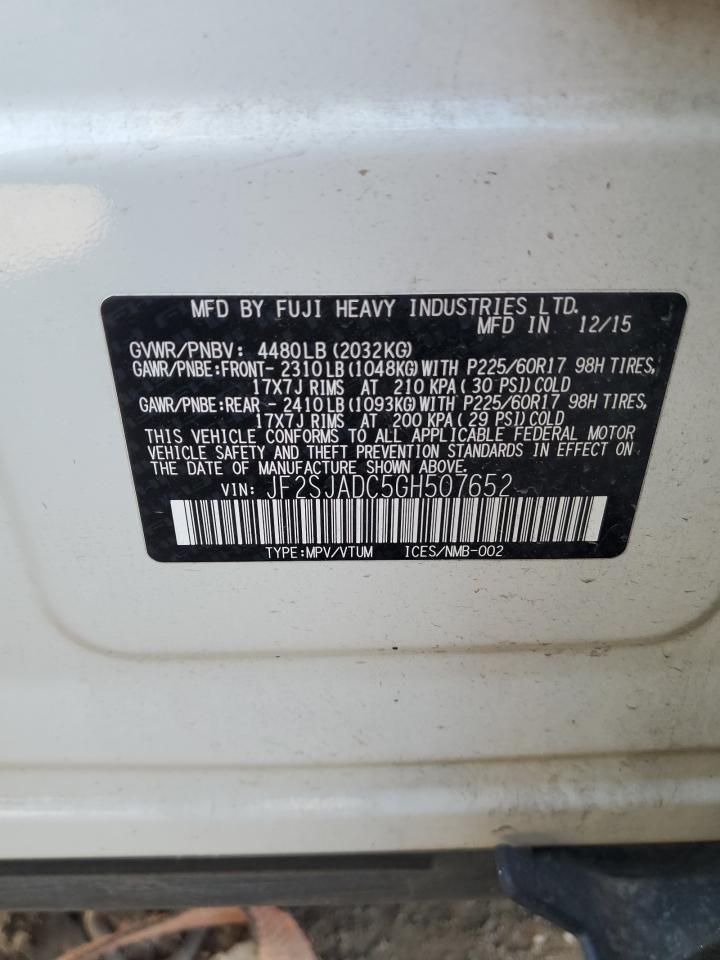 MFD BY FUJI HEAVY INDUSTRIES LTD.
MFD IN 12/15
GVWR/PNBV: 4480LB(2032KG)
GAWR/PNBE:FRONT- 2310LB(1048KG)WITH P225/60R17 98H TIRES,
17X7J RIMS AT 210 KPA( 30 PSI)COLD
GAWR/PNBE:REAR - 2410LB(1093KG)WITH P225/60R17 98H TIRES,
17X7J RIMS AT 200 KPA( 29 PSI)COLD
THIS VEHICLE CONFORMS TO ALL APPLICABLE FEDERAL MOTOR
VEHICLE SAFETY AND THEFT PREVENTION STANDARDS IN EFFECT ON
THE DATE OF MANUFACTURE SHOWN ABOVE.
VIN: JF2SJADC5GH507652
TYPE:MPV/VTUM ICES/NMB-002